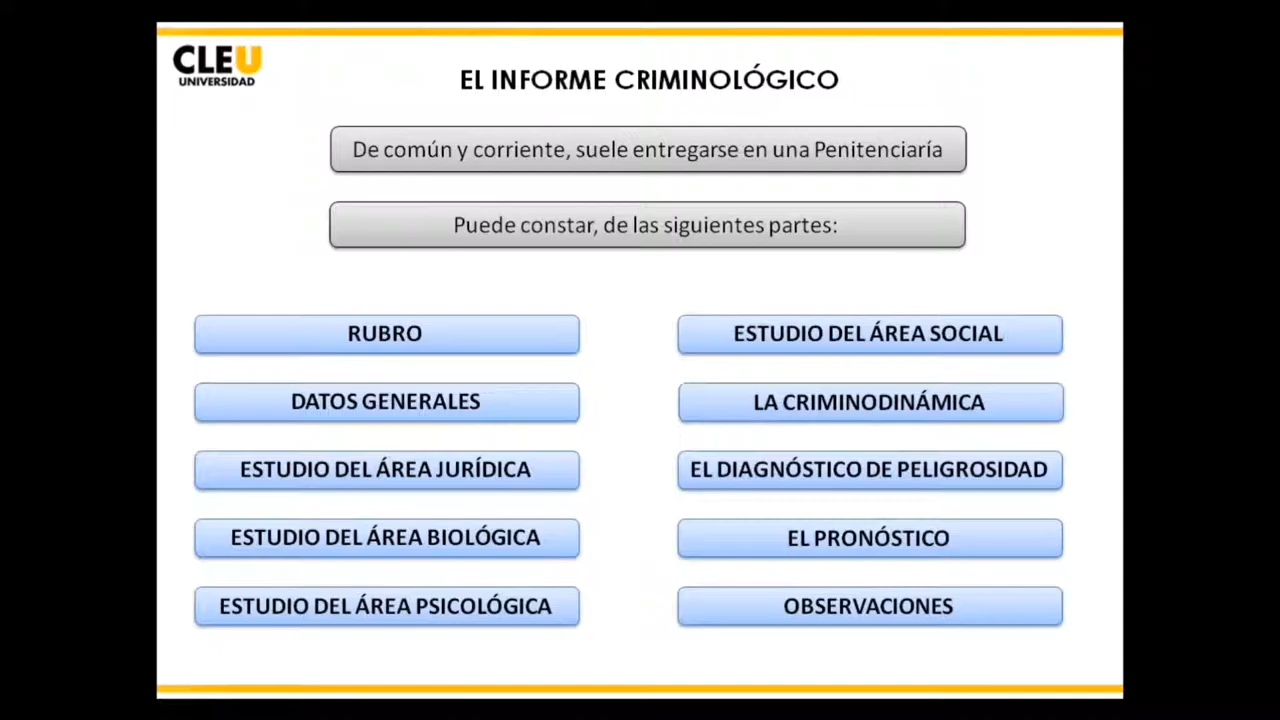 CLEU
UNIVERSIDAD
EL INFORME CRIMINOLÓGICO
De común y corriente, suele entregarse en una Penitenciaría
Puede constar, de las siguientes partes:
RUBRO
DATOS GENERALES
ESTUDIO DEL ÁREA JURÍDICA
ESTUDIO DEL ÁREA BIOLÓGICA
ESTUDIO DEL ÁREA PSICOLÓGICA
ESTUDIO DEL ÁREA SOCIAL
LA CRIMINODINÁMICA
EL DIAGNÓSTICO DE PELIGROSIDAD
EL PRONÓSTICO
OBSERVACIONES